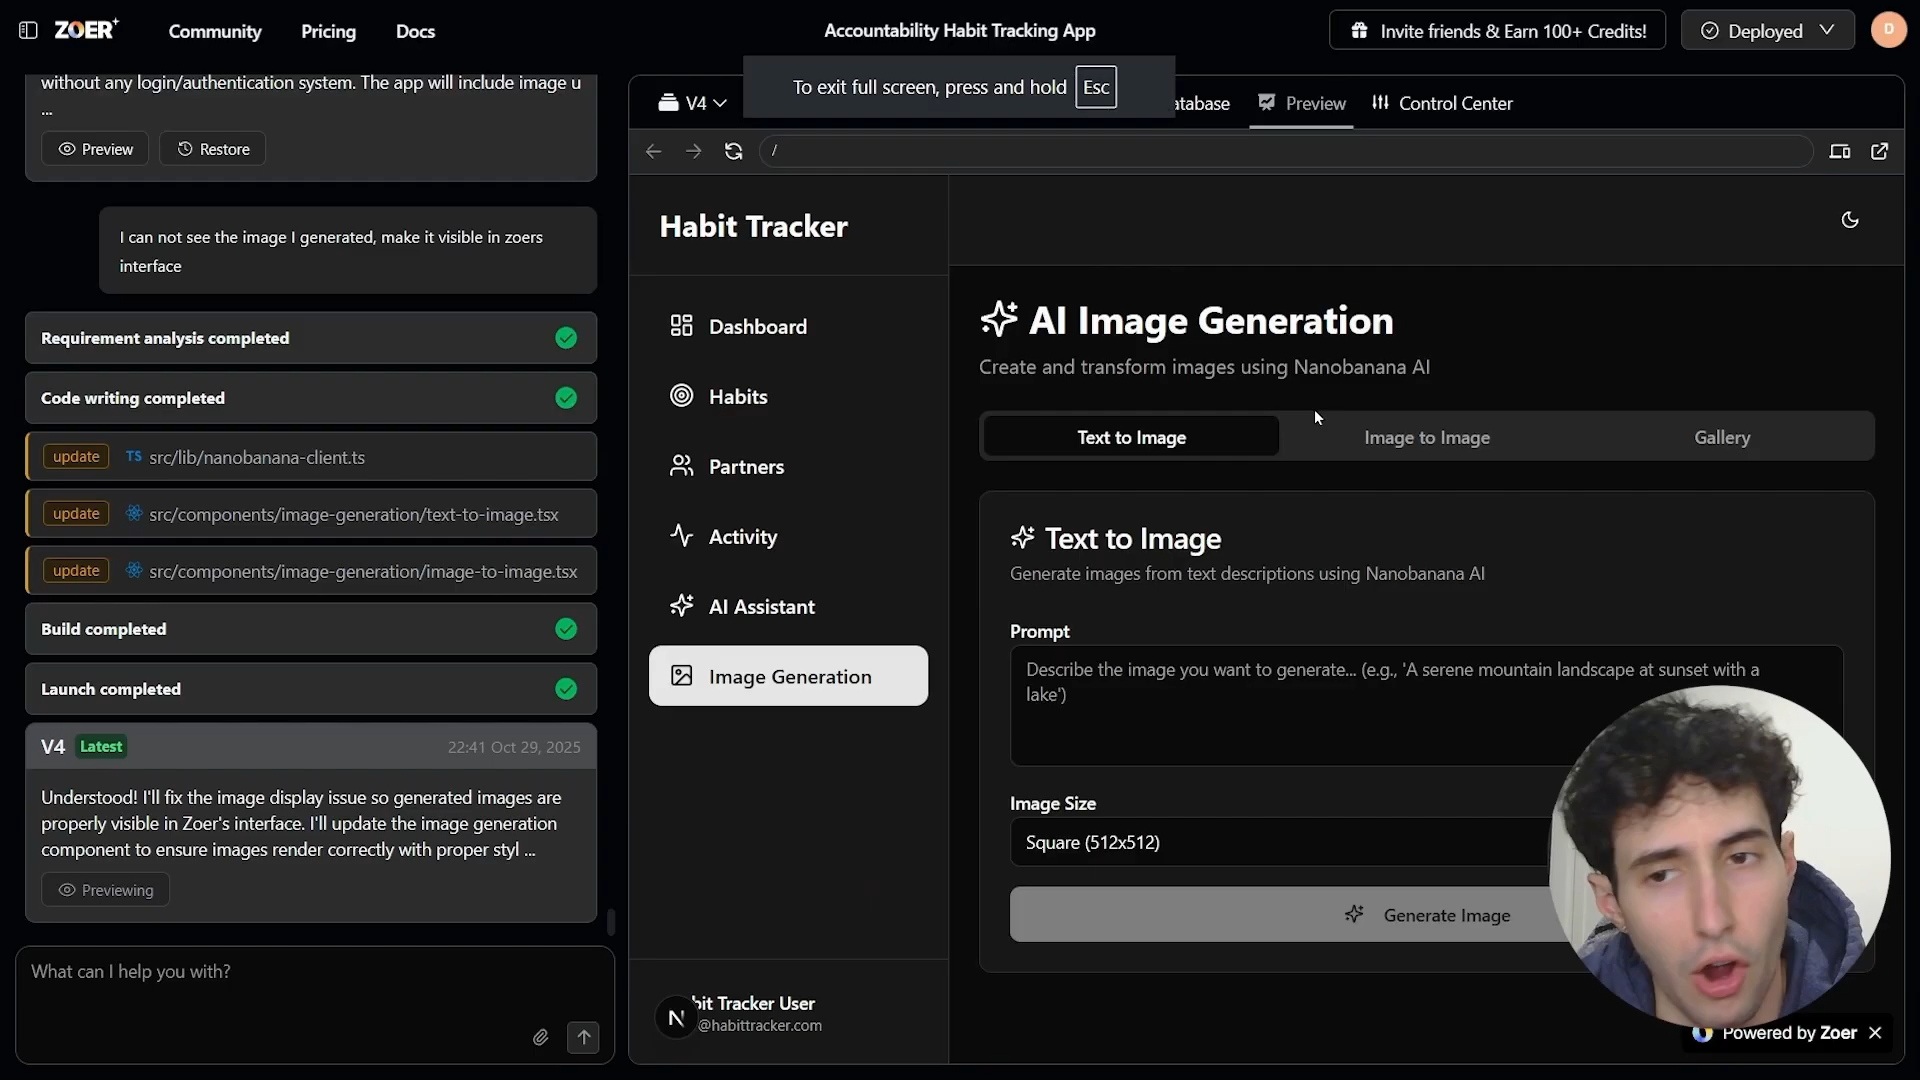 ZOER+
Community
Pricing
Docs
Accountability Habit Tracking App
Invite friends & Earn 100+ Credits!
Deployed
D
To exit full screen, press and hold Esc
without any login/authentication system. The app will include image u
...
Preview
Restore
I can not see the image I generated, make it visible in zoers
interface
Requirement analysis completed
Code writing completed
update TS src/lib/nanobanana-client.ts
update src/components/image-generation/text-to-image.tsx
update src/components/image-generation/image-to-image.tsx
Build completed
Launch completed
V4 Latest 22:41 Oct 29, 2025
Understood! I'll fix the image display issue so generated images are
properly visible in Zoer's interface. I'll update the image generation
component to ensure images render correctly with proper styl ...
Previewing
What can I help you with?
V4
atabase
Preview
Control Center
/
Habit Tracker
Dashboard
Habits
Partners
Activity
AI Assistant
Image Generation
N
bit Tracker User
@habittracker.com
AI Image Generation
Create and transform images using Nanobanana AI
Text to Image
Image to Image
Gallery
Text to Image
Generate images from text descriptions using Nanobanana AI
Prompt
Describe the image you want to generate... (e.g., 'A serene mountain landscape at sunset with a
lake')
Image Size
Square (512x512)
Generate Image
Powered by Zoer